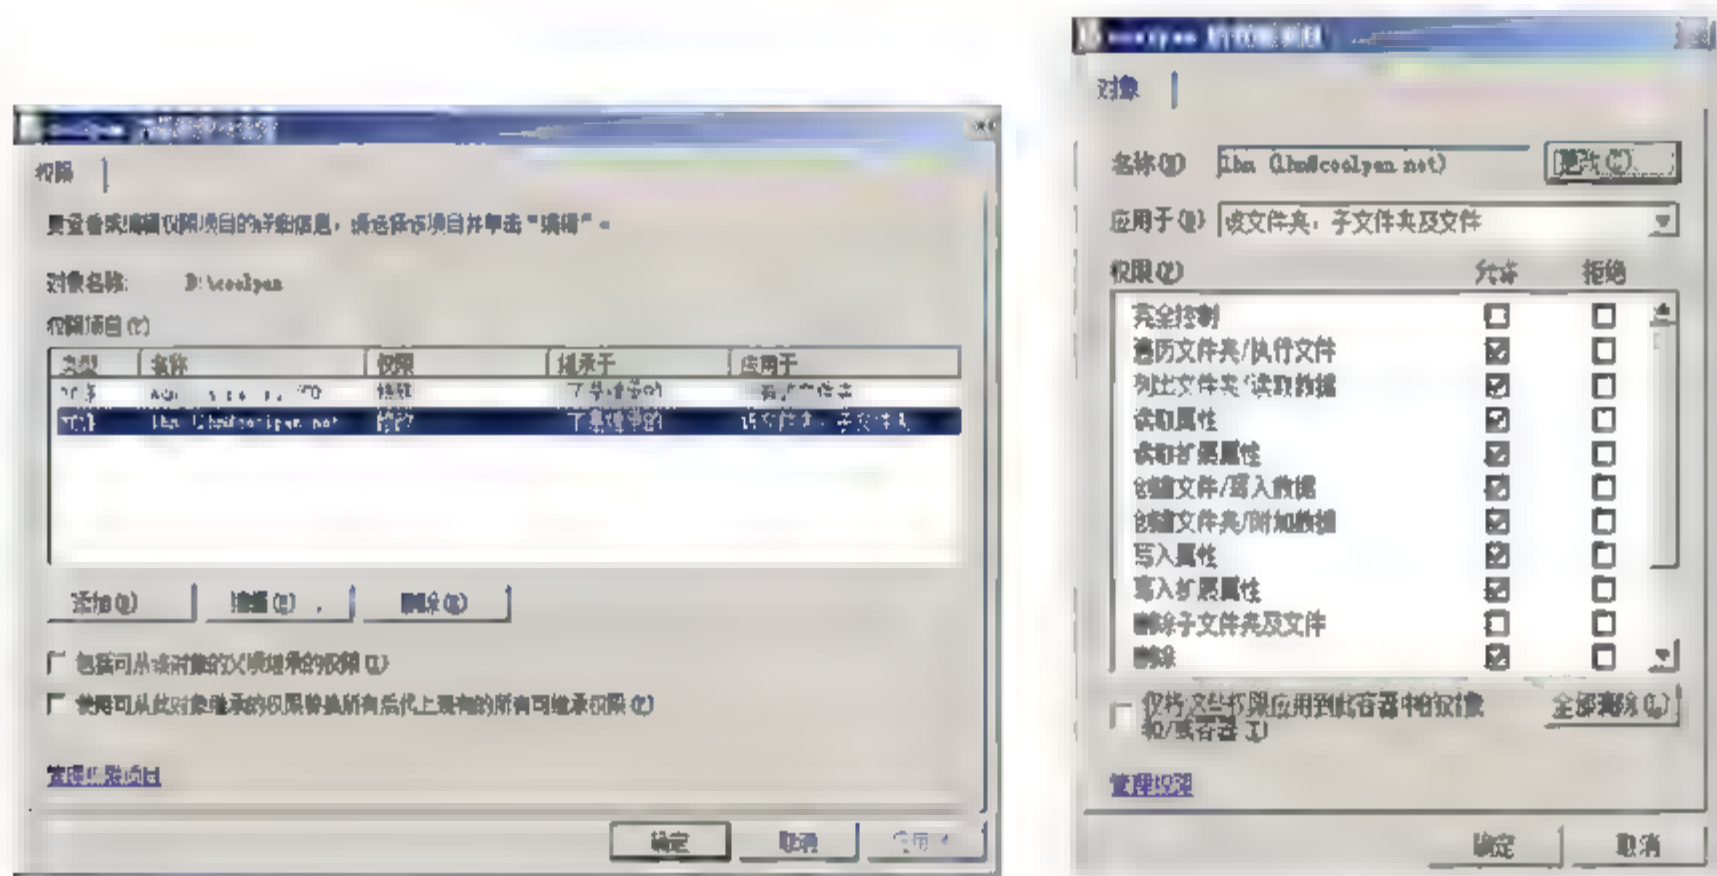 权限
要查看或编辑权限项目的详细信息，请选择该项目并单击“编辑”。
对象名称: D:\coolpan
权限项目(T)
类型 名称 权限 继承于 应用于
添加(D) 编辑(E) 删除(R)
包括可从该对象的父项继承的权限(I)
使用可从此对象继承的权限替换所有后代上现有的所有可继承权限(P)
管理权限项目
确定 取消
对象
名称(N) lhm (lhm@coolpan.net) 更改(C)...
应用于(O) 该文件夹，子文件夹及文件
权限(P) 允许 拒绝
完全控制
遍历文件夹/执行文件
列出文件夹/读取数据
读取属性
读取扩展属性
创建文件/写入数据
创建文件夹/附加数据
写入属性
写入扩展属性
删除子文件夹及文件
删除
仅将这些权限应用到此容器中的对象
和/或容器(T)
全部清除(L)
管理权限
确定 取消